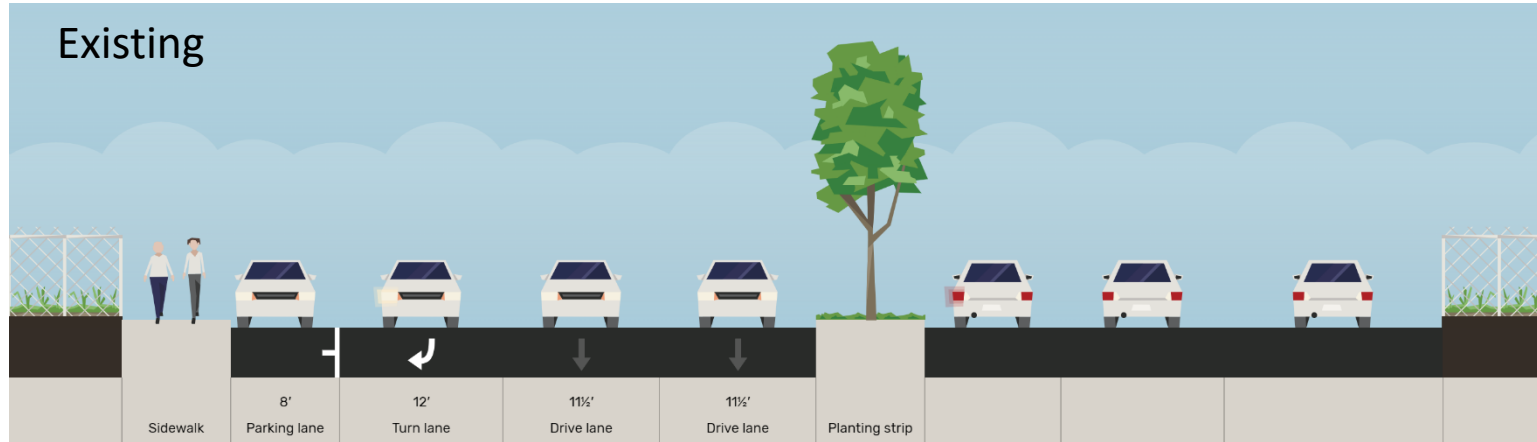 Existing
8’ 12’ 11½’ 11½’
Sidewalk Parking lane Turn lane Drive lane Drive lane Planting strip